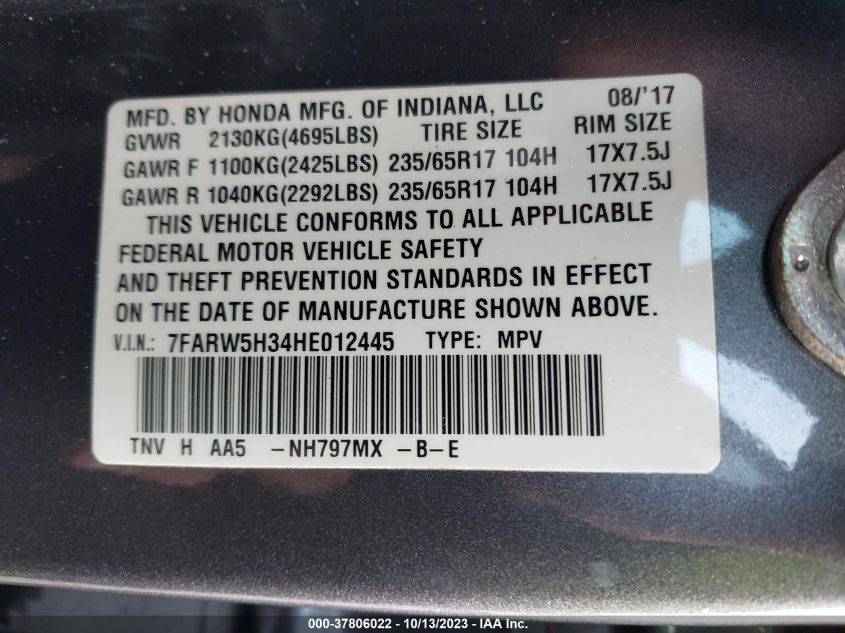 MFD. BY HONDA MFG. OF INDIANA, LLC 08/'17
GVWR 2130KG(4695LBS) TIRE SIZE RIM SIZE
GAWR F 1100KG(2425LBS) 235/65R17 104H 17X7.5J
GAWR R 1040KG(2292LBS) 235/65R17 104H 17X7.5J
THIS VEHICLE CONFORMS TO ALL APPLICABLE
FEDERAL MOTOR VEHICLE SAFETY
AND THEFT PREVENTION STANDARDS IN EFFECT
ON THE DATE OF MANUFACTURE SHOWN ABOVE.
V.I.N.: 7FARW5H34HE012445 TYPE: MPV
TNV H AA5 -NH797MX -B-E
000-37806022 - 10/13/2023 - IAA Inc.